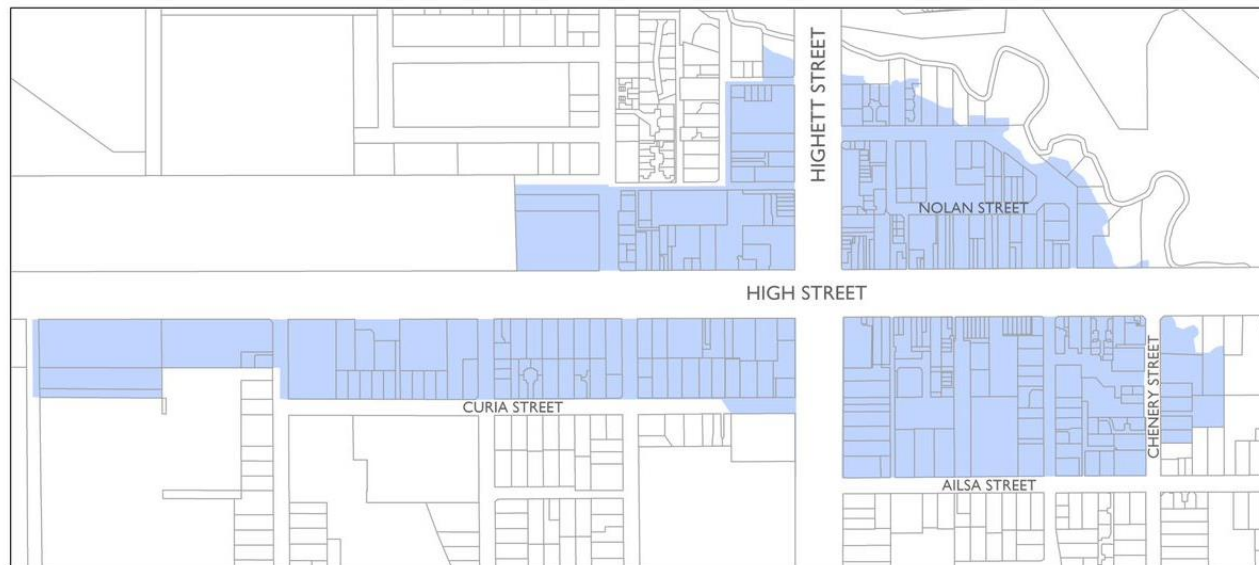 HIGHETT STREET
NOLAN STREET
HIGH STREET
CURIA STREET
CHENERY STREET
AILSA STREET